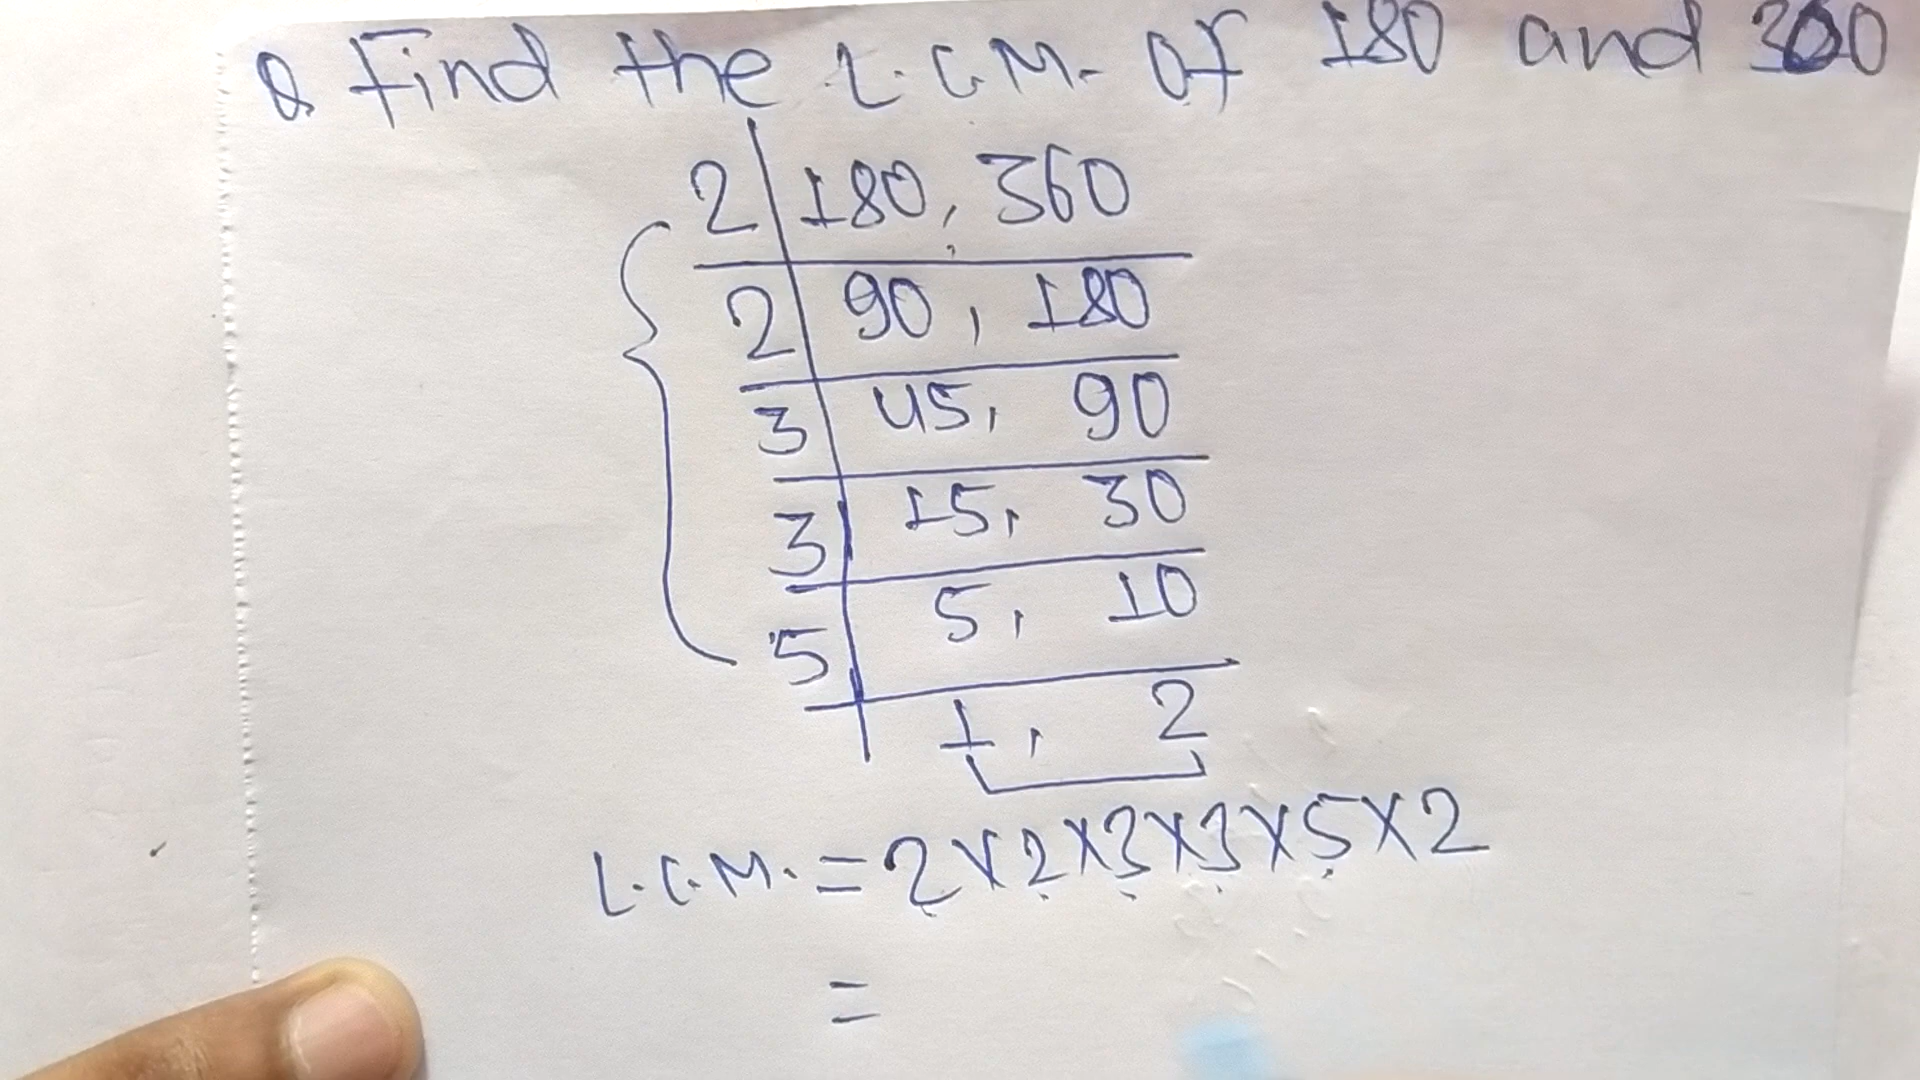 Q Find the L.C.M. of 180 and 360
2 | 180, 360
2 | 90, 180
3 | 45, 90
3 | 15, 30
5 | 5, 10
1, 2
L.C.M. = 2×2×3×3×5×2
=